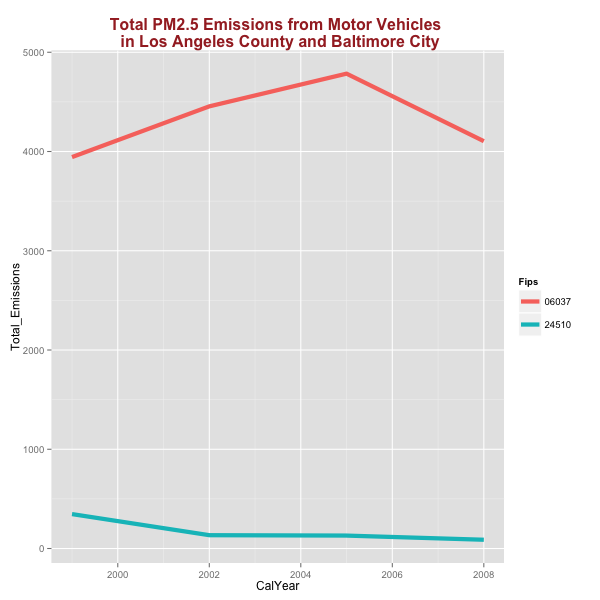 Total PM2.5 Emissions from Motor Vehicles
in Los Angeles County and Baltimore City
Total_Emissions
5000
4000
3000
2000
1000
0
2000
2002
2004
2006
2008
CalYear
Fips
06037
24510